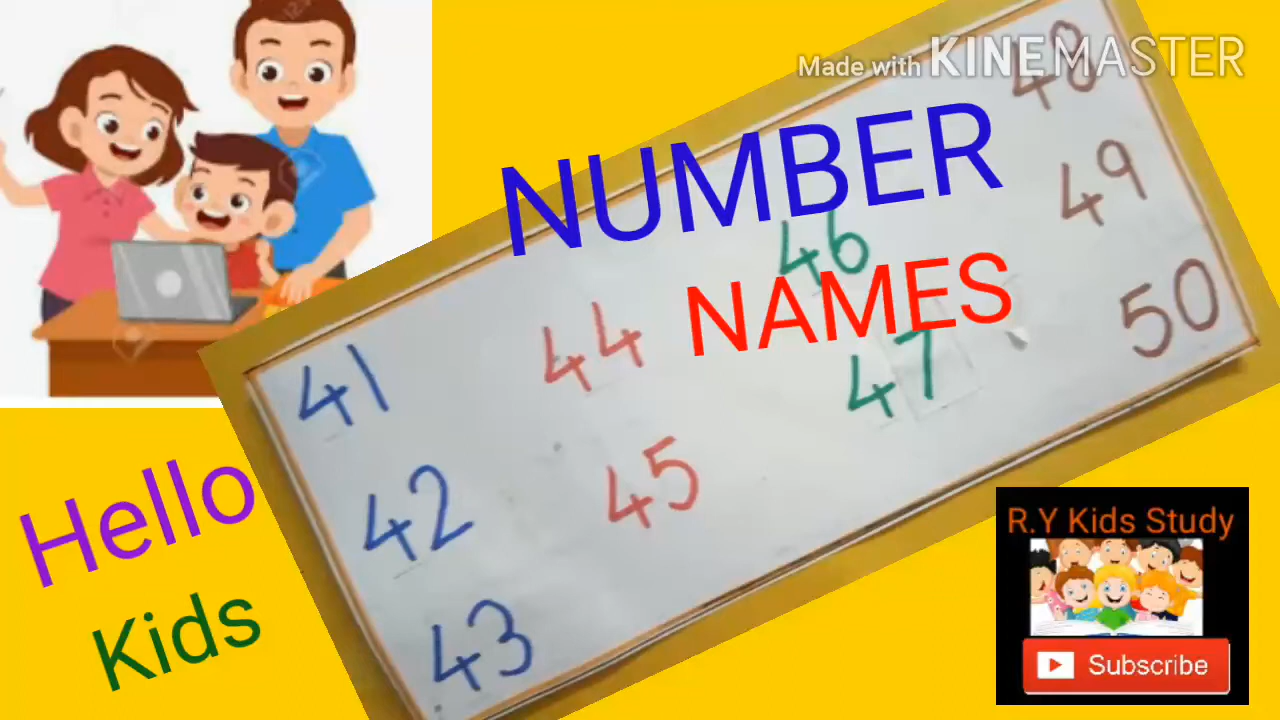 Made with KINEMASTER
NUMBER
NAMES
41
42
43
44
45
46
47
48
49
50
Hello
Kids
R.Y Kids Study
Subscribe